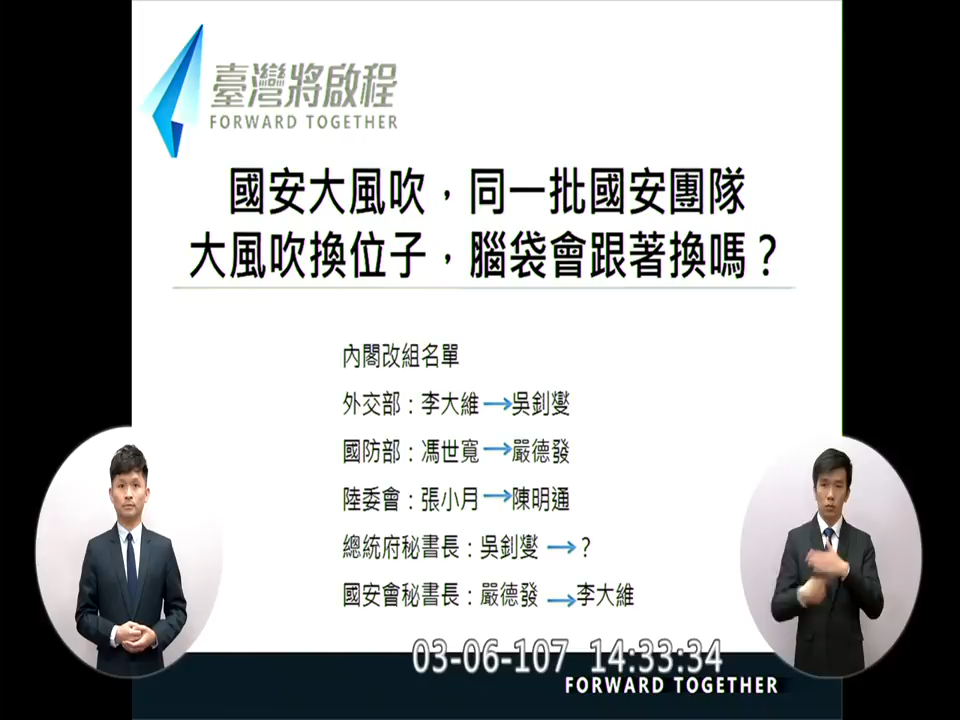 臺灣將啟程
FORWARD TOGETHER
國安大風吹，同一批國安團隊
大風吹換位子，腦袋會跟著換嗎？
內閣改組名單
外交部：李大維→吳釗燮
國防部：馮世寬→嚴德發
陸委會：張小月→陳明通
總統府秘書長：吳釗燮→？
國安會秘書長：嚴德發→李大維
03-06-107 14:33:34
FORWARD TOGETHER